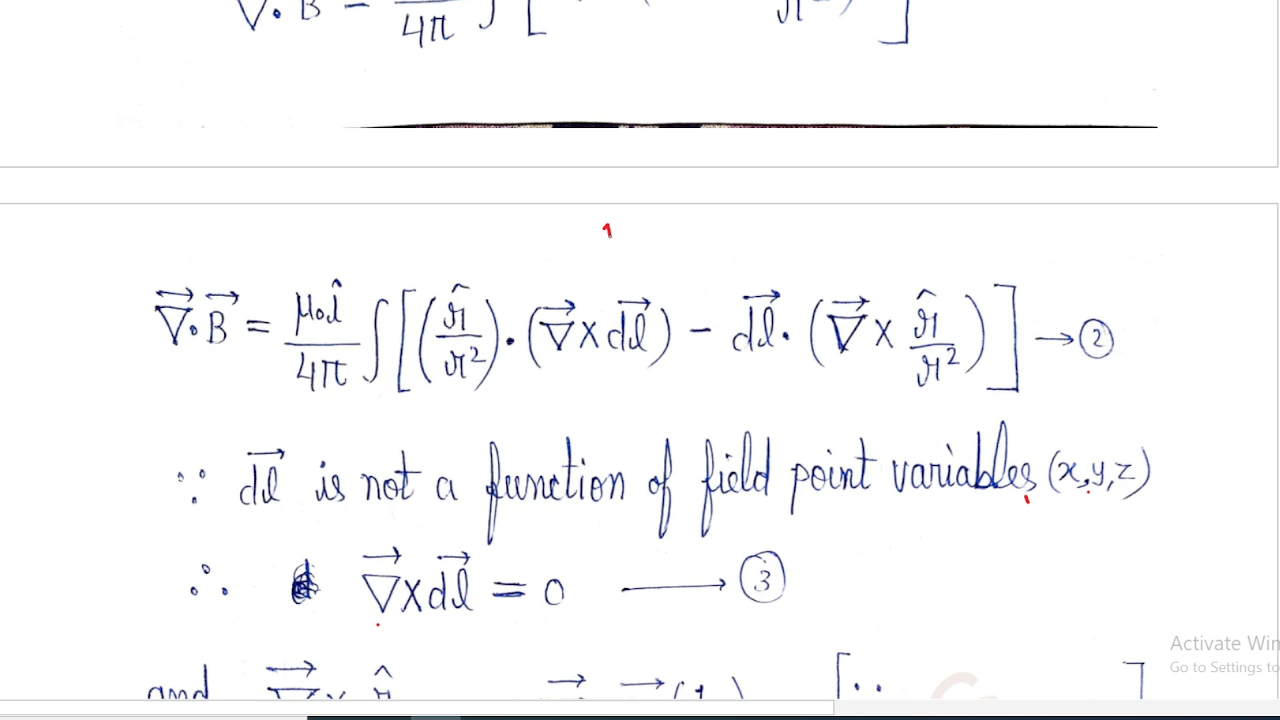 ∇⃗·B⃗ = μ₀i/4π ∫[(r̂/r²)·(∇⃗×dl⃗) − dl⃗·(∇⃗×r̂/r²)] → ②
∵ dl⃗ is not a function of field point variables (x,y,z)
∴ ∇⃗×dl⃗ = 0 → ③
Activate Win
Go to Settings to
and